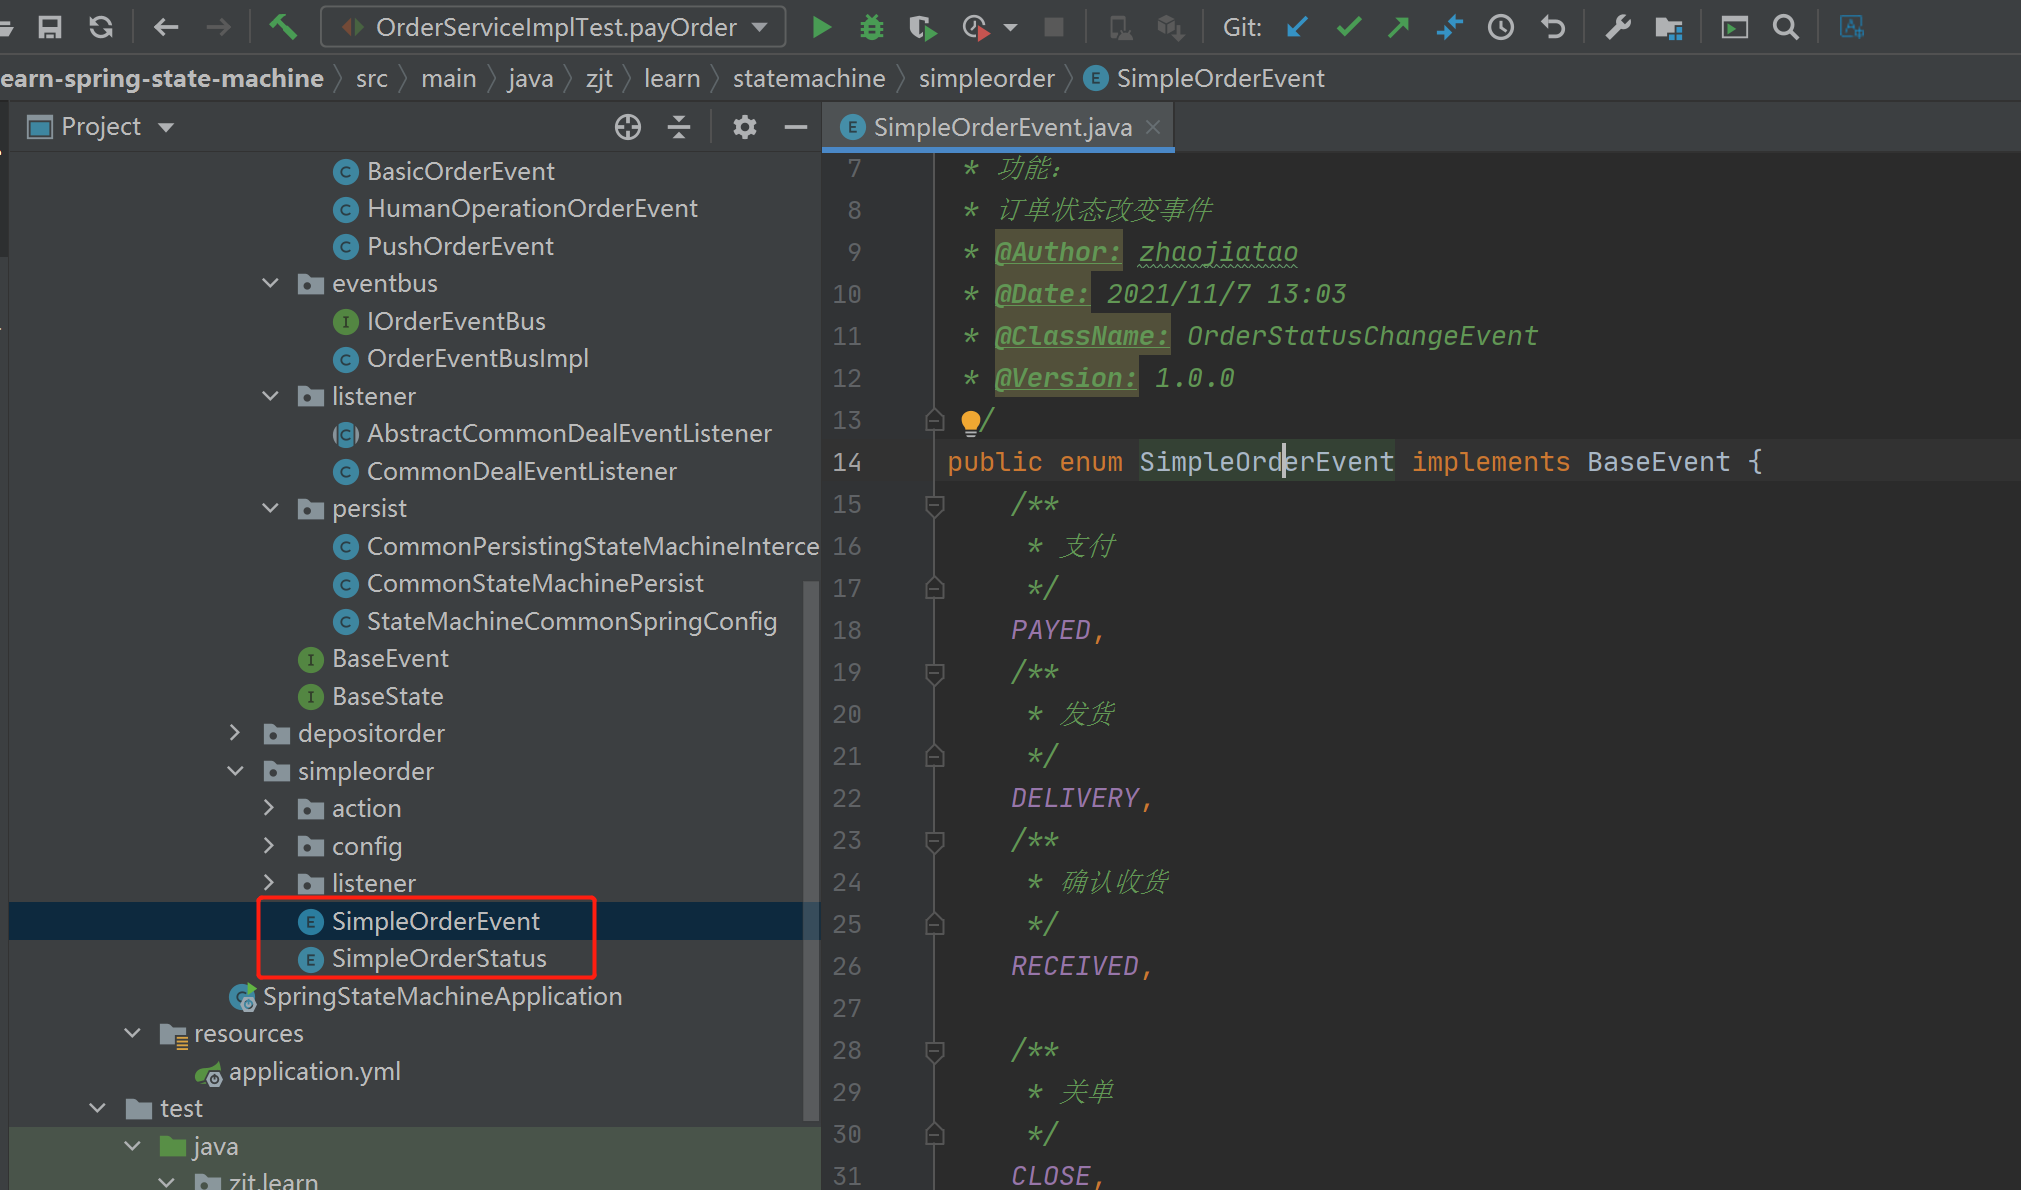 OrderServiceImplTest.payOrder
Git:
earn-spring-state-machine
src
main
java
zjt
learn
statemachine
simpleorder
SimpleOrderEvent
Project
BasicOrderEvent
HumanOperationOrderEvent
PushOrderEvent
eventbus
IOrderEventBus
OrderEventBusImpl
listener
AbstractCommonDealEventListener
CommonDealEventListener
persist
CommonPersistingStateMachineInterce
CommonStateMachinePersist
StateMachineCommonSpringConfig
BaseEvent
BaseState
depositorder
simpleorder
action
config
listener
SimpleOrderEvent
SimpleOrderStatus
SpringStateMachineApplication
resources
application.yml
test
java
zjt.learn
SimpleOrderEvent.java
7 * 功能:
8 * 订单状态改变事件
9 * @Author: zhaojiatao
10 * @Date: 2021/11/7 13:03
11 * @ClassName: OrderStatusChangeEvent
12 * @Version: 1.0.0
13 /
14 public enum SimpleOrderEvent implements BaseEvent {
15 /**
16 * 支付
17 */
18 PAYED,
19 /**
20 * 发货
21 */
22 DELIVERY,
23 /**
24 * 确认收货
25 */
26 RECEIVED,
27
28 /**
29 * 关单
30 */
31 CLOSE,